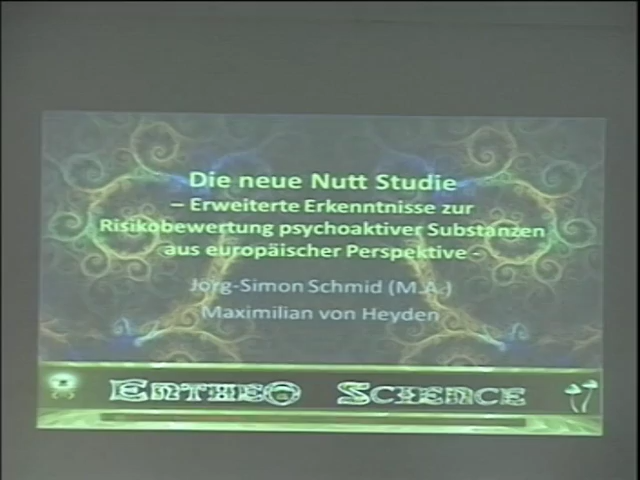 Die neue Nutt Studie
– Erweiterte Erkenntnisse zur
Risikobewertung psychoaktiver Substanzen
aus europäischer Perspektive -
Jörg-Simon Schmid (M.A.)
Maximilian von Heyden
ENTHEO SCIENCE